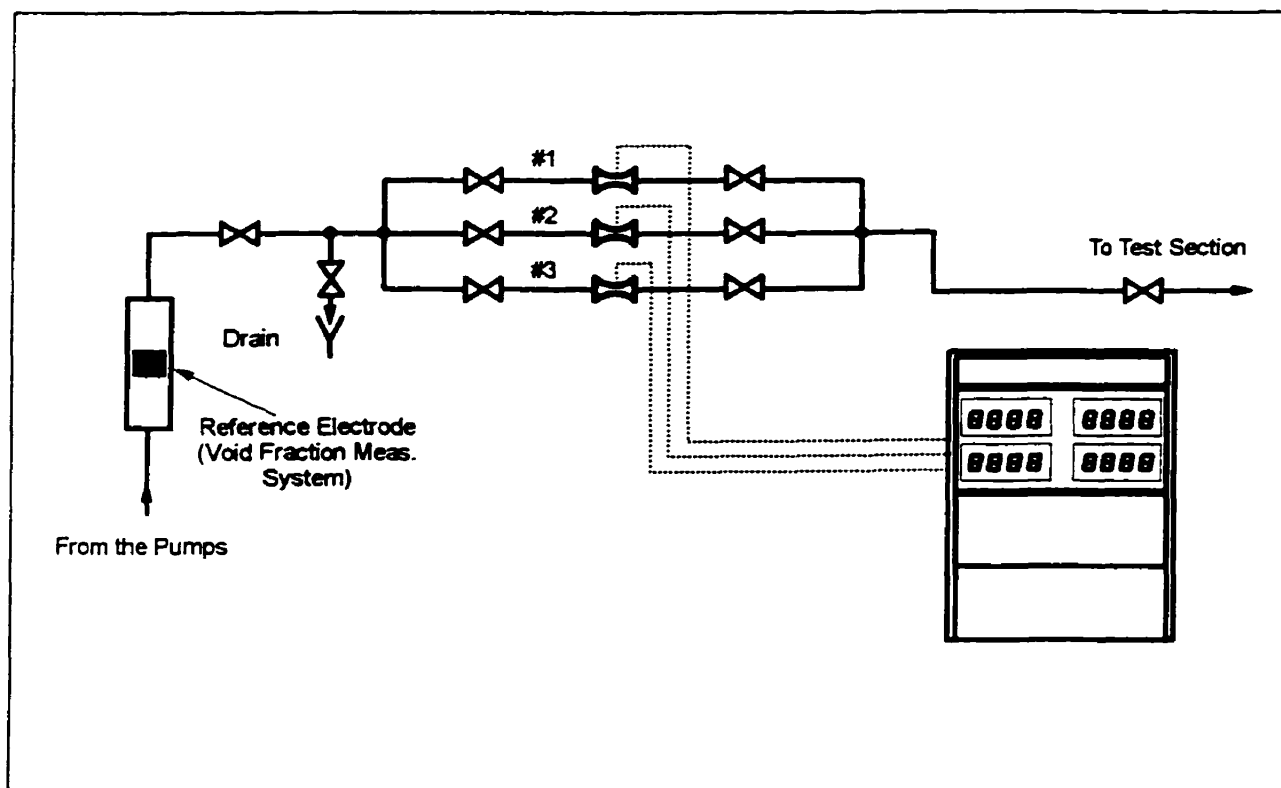 #1
#2
#3
To Test Section
Drain
Reference Electrode
(Void Fraction Meas.
System)
From the Pumps
8888 8888
8888 8888